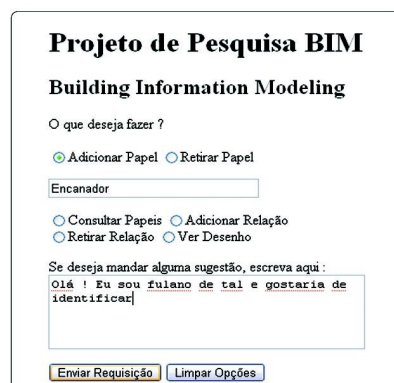 Projeto de Pesquisa BIM
Building Information Modeling
O que deseja fazer ?
Adicionar Papel Retirar Papel
Encanador
Consultar Papeis Adicionar Relação
Retirar Relação Ver Desenho
Se deseja mandar alguma sugestão, escreva aqui :
Olá ! Eu sou fulano de tal e gostaria de
identificar
Enviar Requisição Limpar Opções